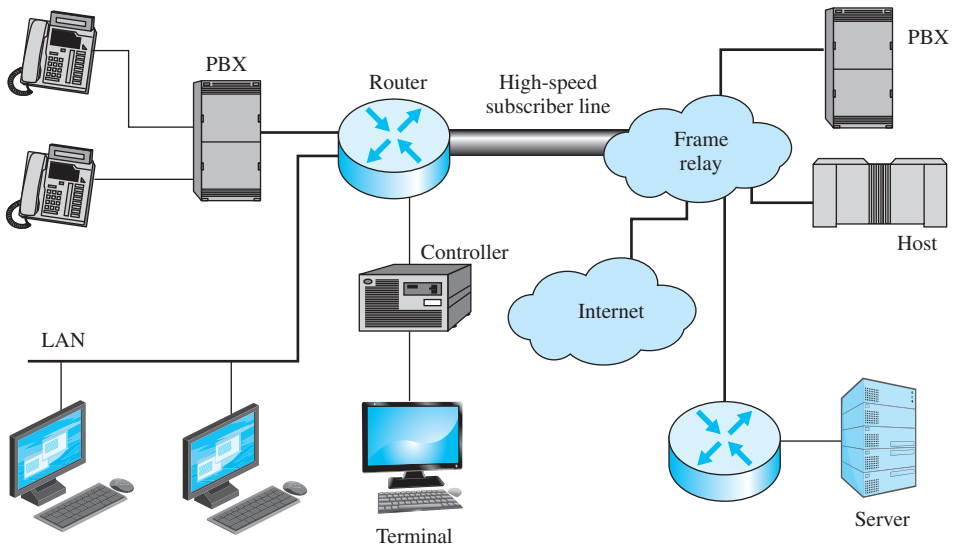 PBX
PBX
Router
High-speed
subscriber line
Frame
relay
Host
Controller
Internet
LAN
Terminal
Server